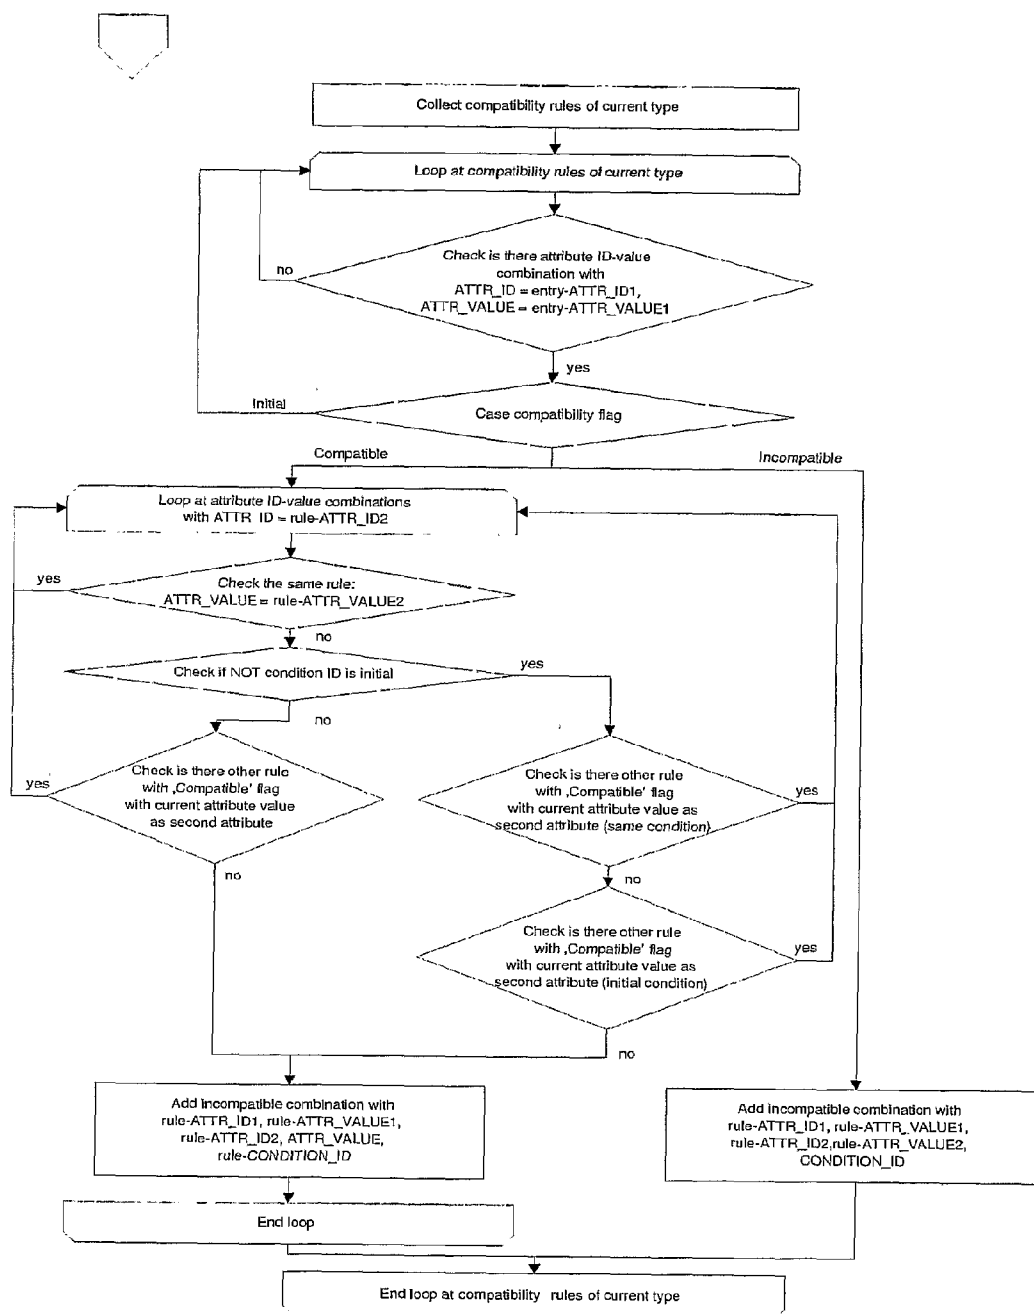 Collect compatibility rules of current type
Loop at compatibility rules of current type
Check is there attribute ID-value
combination with
ATTR_ID = entry-ATTR_ID1,
ATTR_VALUE = entry-ATTR_VALUE1
no
yes
Initial
Case compatibility flag
Compatible
Incompatible
Loop at attribute ID-value combinations
with ATTR_ID = rule-ATTR_ID2
yes
Check the same rule:
ATTR_VALUE = rule-ATTR_VALUE2
no
Check if NOT condition ID is initial
yes
no
Check is there other rule
with ‚Compatible' flag
with current attribute value
as second attribute
yes
no
Check is there other rule
with ‚Compatible' flag
with current attribute value as
second attribute (same condition)
yes
no
Check is there other rule
with ‚Compatible' flag
with current attribute value as
second attribute (initial condition)
yes
no
Add incompatible combination with
rule-ATTR_ID1, rule-ATTR_VALUE1,
rule-ATTR_ID2, ATTR_VALUE,
rule-CONDITION_ID
Add incompatible combination with
rule-ATTR_ID1, rule-ATTR_VALUE1,
rule-ATTR_ID2,rule-ATTR_VALUE2,
CONDITION_ID
End loop
End loop at compatibility rules of current type